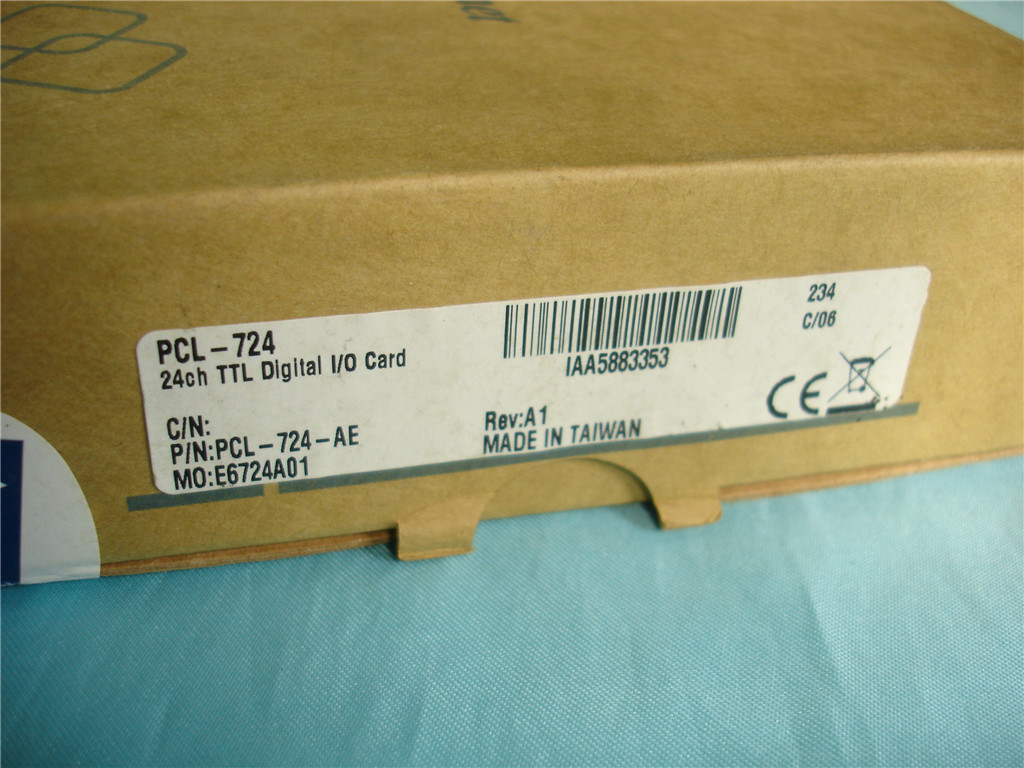 PCL-724
24ch TTL Digital I/O Card
C/N:
P/N:PCL-724-AE
MO:E6724A01
IAA5883353
Rev:A1
MADE IN TAIWAN
234
C/06
CE